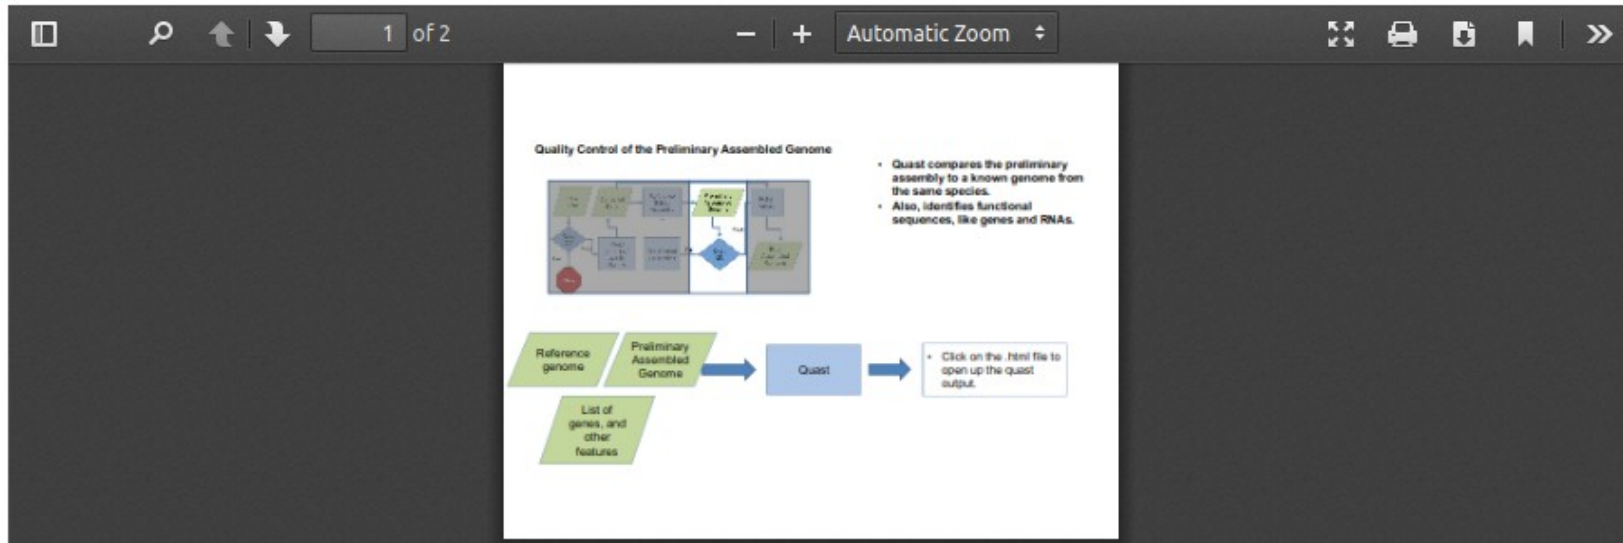 1 of 2
Automatic Zoom
Quality Control of the Preliminary Assembled Genome
• Quast compares the preliminary
assembly to a known genome from
the same species.
• Also, identifies functional
sequences, like genes and RNAs.
Reference
genome
Preliminary
Assembled
Genome
Quast
• Click on the .html file to
open up the quast
output.
List of
genes, and
other
features